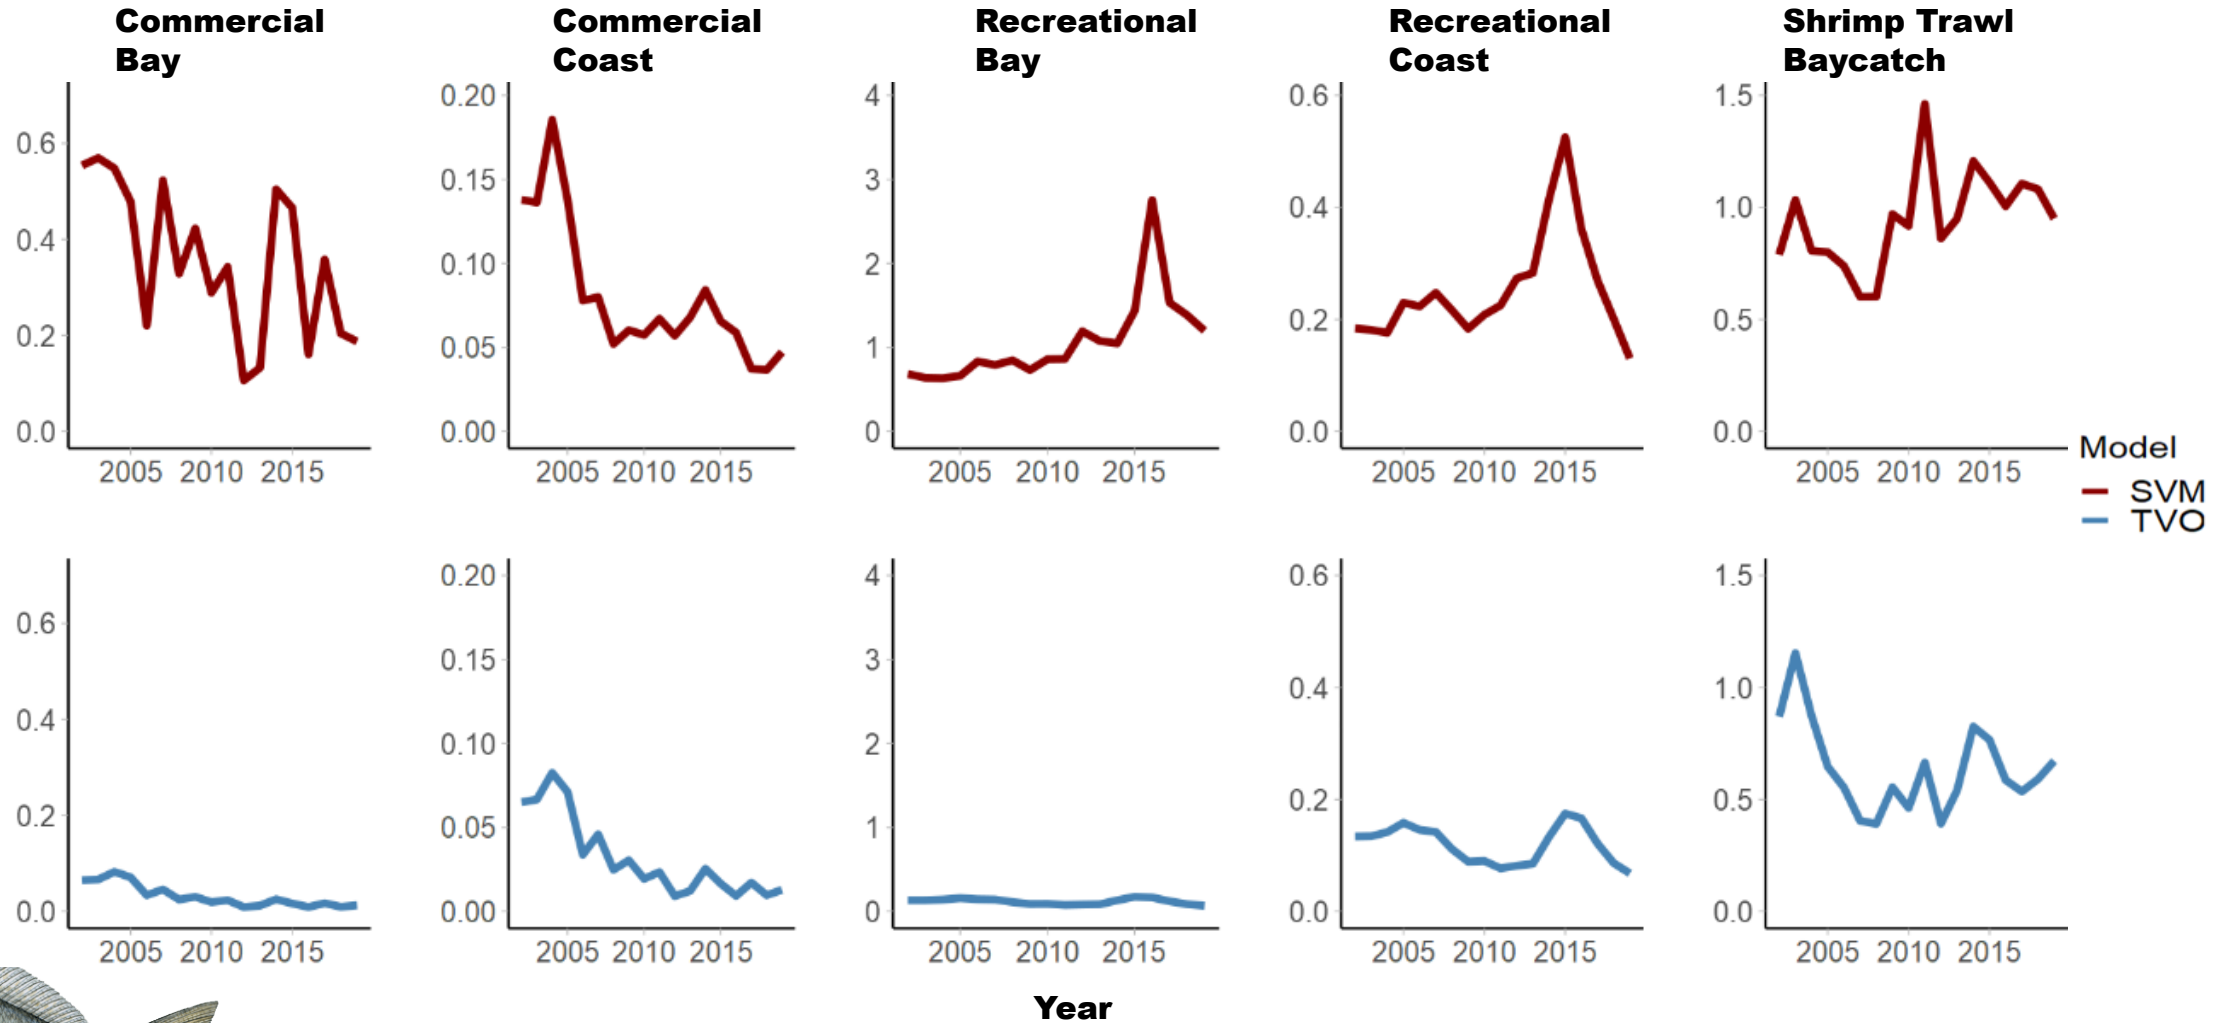 Commercial Bay
Commercial Coast
Recreational Bay
Recreational Coast
Shrimp Trawl Baycatch
0.6
0.4
0.2
0.0
2005 2010 2015
0.20
0.15
0.10
0.05
0.00
2005 2010 2015
4
3
2
1
0
2005 2010 2015
0.6
0.4
0.2
0.0
2005 2010 2015
1.5
1.0
0.5
0.0
2005 2010 2015
Model
SVM
TVO
0.6
0.4
0.2
0.0
2005 2010 2015
0.20
0.15
0.10
0.05
0.00
2005 2010 2015
4
3
2
1
0
2005 2010 2015
0.6
0.4
0.2
0.0
2005 2010 2015
1.5
1.0
0.5
0.0
2005 2010 2015
Year